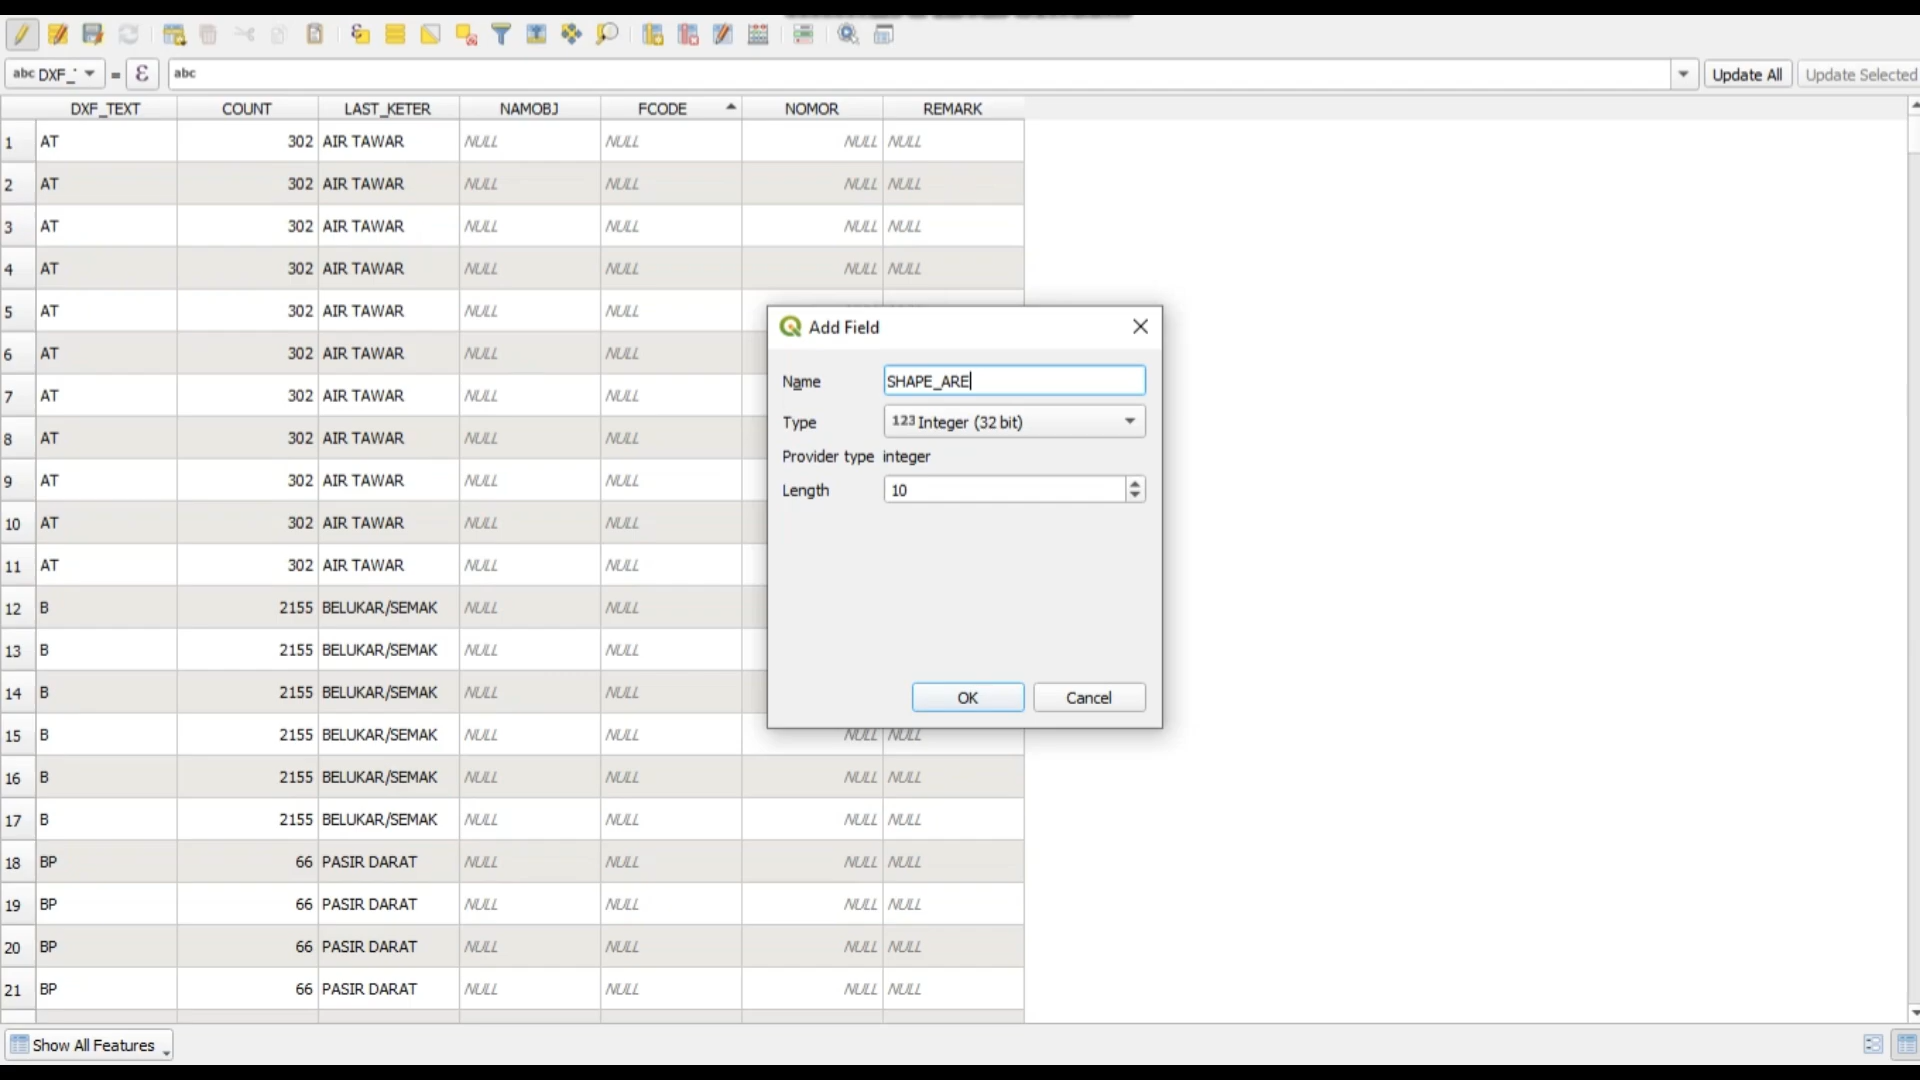 abc DXF_' = ε abc Update All Update Selected
DXF_TEXT COUNT LAST_KETER NAMOBJ FCODE NOMOR REMARK
1 AT 302 AIR TAWAR NULL NULL NULL NULL
2 AT 302 AIR TAWAR NULL NULL NULL NULL
3 AT 302 AIR TAWAR NULL NULL NULL NULL
4 AT 302 AIR TAWAR NULL NULL NULL NULL
5 AT 302 AIR TAWAR NULL NULL
6 AT 302 AIR TAWAR NULL NULL
7 AT 302 AIR TAWAR NULL NULL
8 AT 302 AIR TAWAR NULL NULL
9 AT 302 AIR TAWAR NULL NULL
10 AT 302 AIR TAWAR NULL NULL
11 AT 302 AIR TAWAR NULL NULL
12 B 2155 BELUKAR/SEMAK NULL NULL
13 B 2155 BELUKAR/SEMAK NULL NULL
14 B 2155 BELUKAR/SEMAK NULL NULL
15 B 2155 BELUKAR/SEMAK NULL NULL NULL NULL
16 B 2155 BELUKAR/SEMAK NULL NULL NULL NULL
17 B 2155 BELUKAR/SEMAK NULL NULL NULL NULL
18 BP 66 PASIR DARAT NULL NULL NULL NULL
19 BP 66 PASIR DARAT NULL NULL NULL NULL
20 BP 66 PASIR DARAT NULL NULL NULL NULL
21 BP 66 PASIR DARAT NULL NULL NULL NULL
Add Field
Name SHAPE_ARE
Type 123 Integer (32 bit)
Provider type integer
Length 10
OK Cancel
Show All Features